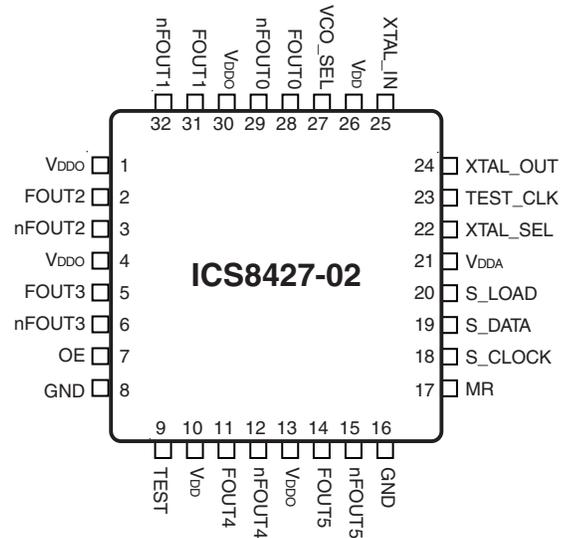 nFOUT1 FOUT1 VDDO nFOUT0 FOUT0 VCO_SEL VDD XTAL_IN
32 31 30 29 28 27 26 25
VDDO 1 24 XTAL_OUT
FOUT2 2 23 TEST_CLK
nFOUT2 3 22 XTAL_SEL
VDDO 4 21 VDDA
ICS8427-02
FOUT3 5 20 S_LOAD
nFOUT3 6 19 S_DATA
OE 7 18 S_CLOCK
GND 8 17 MR
9 10 11 12 13 14 15 16
TEST VDD FOUT4 nFOUT4 VDDO FOUT5 nFOUT5 GND